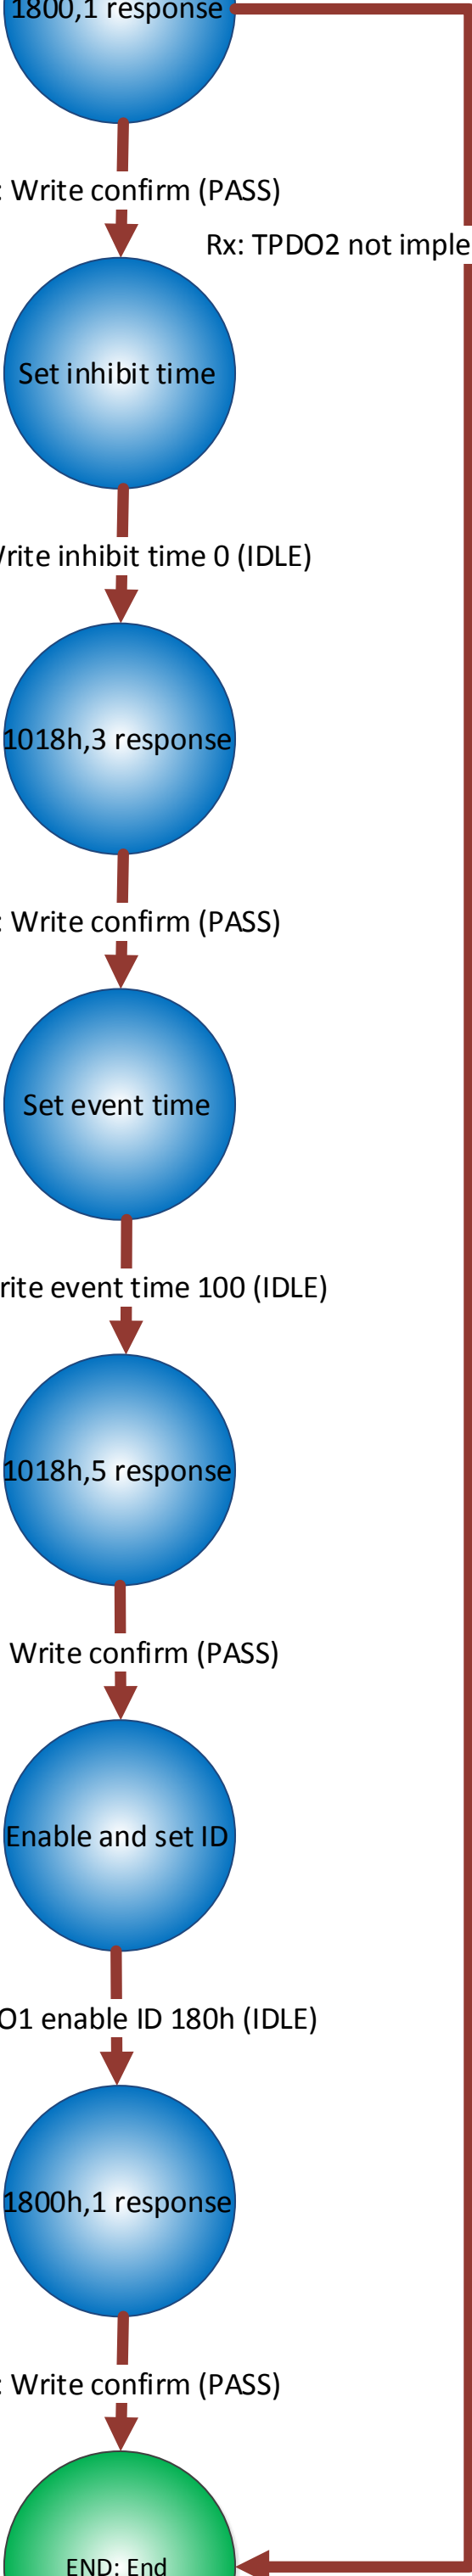 1800,1 response
: Write confirm (PASS)
Rx: TPDO2 not imple
Set inhibit time
rite inhibit time 0 (IDLE)
1018h,3 response
: Write confirm (PASS)
Set event time
rite event time 100 (IDLE)
1018h,5 response
Write confirm (PASS)
Enable and set ID
O1 enable ID 180h (IDLE)
1800h,1 response
: Write confirm (PASS)
END: End